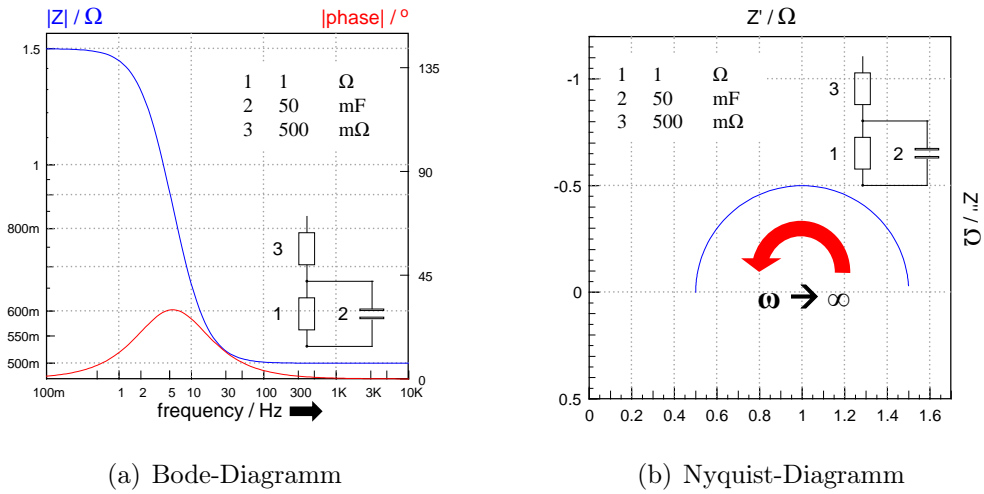 |Z| / Ω |phase| / °
1.5
1
800m
600m
550m
500m
135
90
45
0
1 1 Ω
2 50 mF
3 500 mΩ
3
1 2
100m 1 2 5 10 30 100 300 1K 3K 10K
frequency / Hz
(a) Bode-Diagramm
Z' / Ω
-1
-0.5
0
0.5
1 1 Ω
2 50 mF
3 500 mΩ
3
1 2
Z'' / Ω
ω → ∞
0 0.2 0.4 0.6 0.8 1 1.2 1.4 1.6
(b) Nyquist-Diagramm